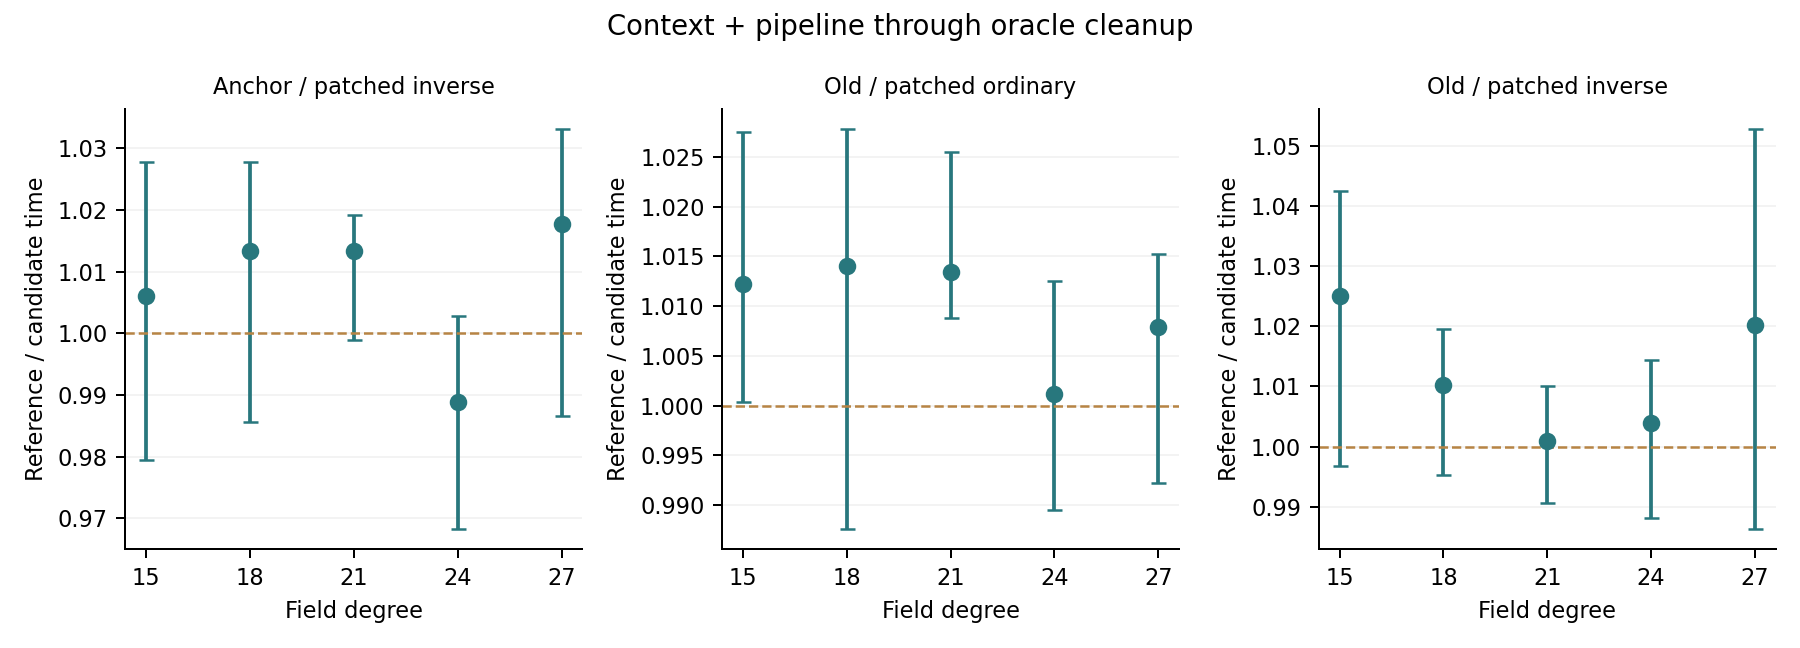 Context + pipeline through oracle cleanup
Anchor / patched inverse
Reference / candidate time
1.03
1.02
1.01
1.00
0.99
0.98
0.97
15 18 21 24 27
Field degree
Old / patched ordinary
Reference / candidate time
1.025
1.020
1.015
1.010
1.005
1.000
0.995
0.990
15 18 21 24 27
Field degree
Old / patched inverse
Reference / candidate time
1.05
1.04
1.03
1.02
1.01
1.00
0.99
15 18 21 24 27
Field degree